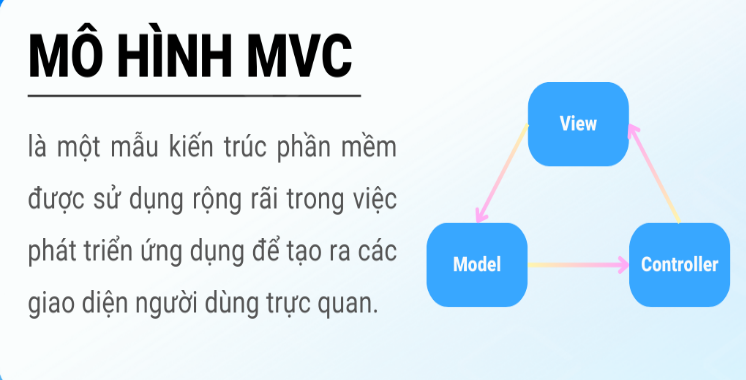 MÔ HÌNH MVC
là một mẫu kiến trúc phần mềm
được sử dụng rộng rãi trong việc
phát triển ứng dụng để tạo ra các
giao diện người dùng trực quan.
View
Model
Controller